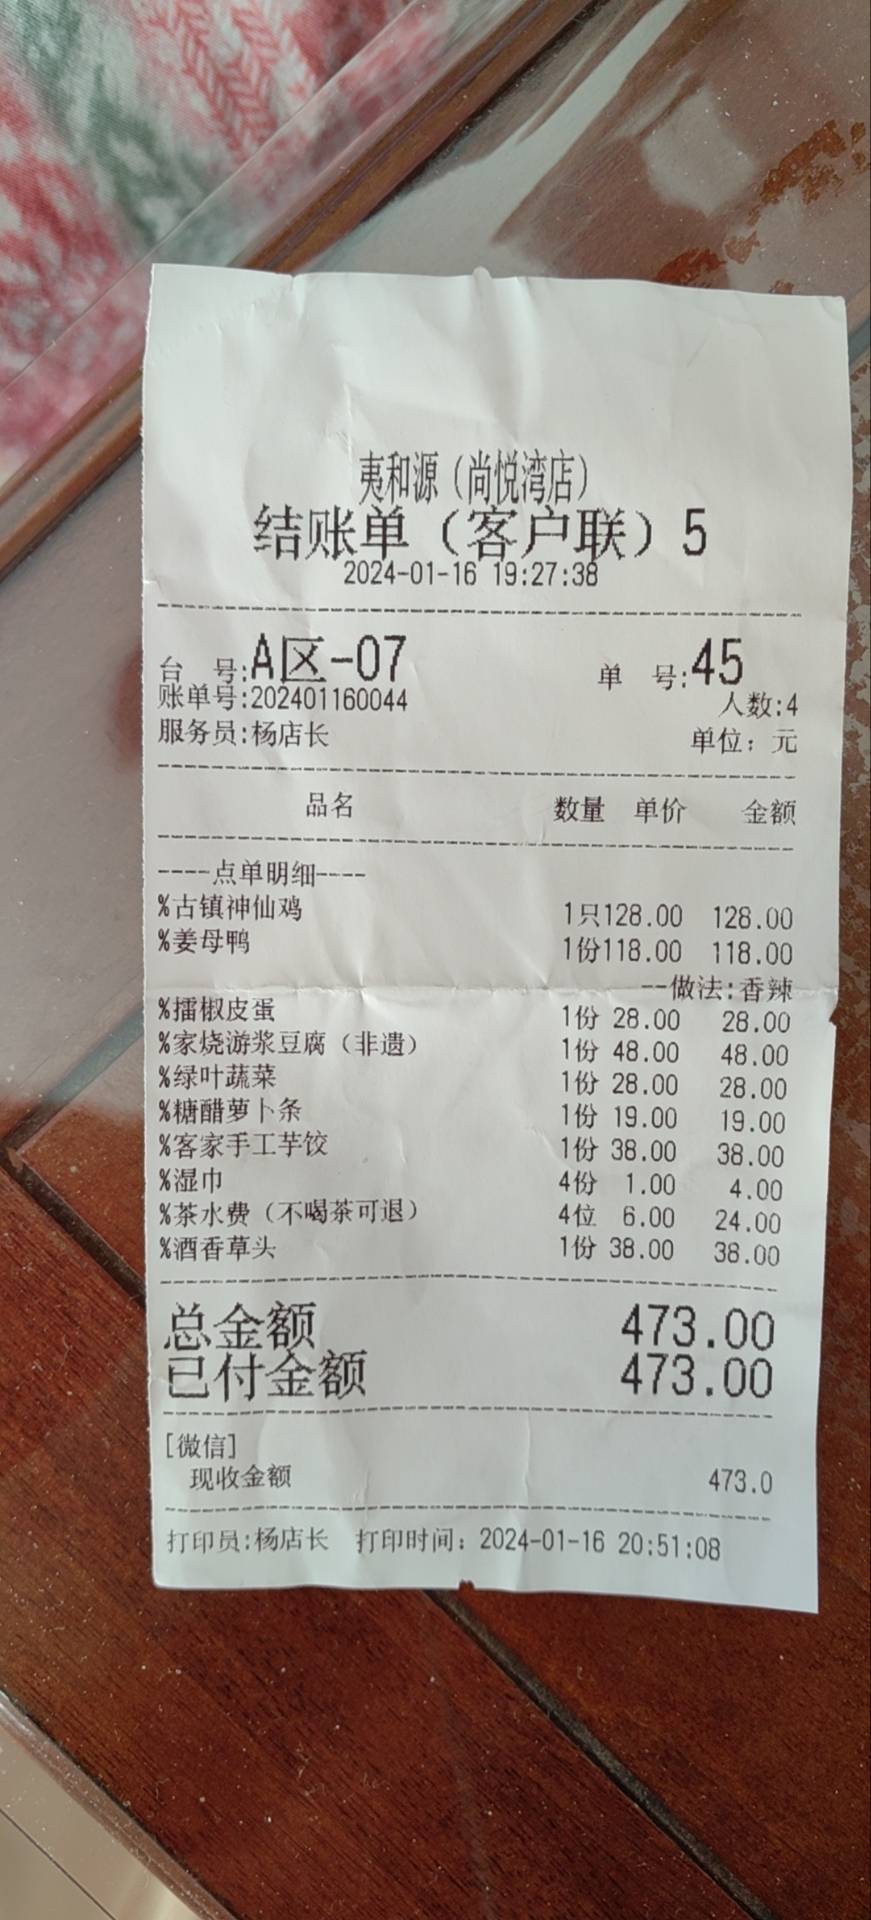 夷和源（尚悦湾店）
结账单（客户联）5
2024-01-16 19:27:38
台 号:A区-07 单 号:45
账单号:202401160044 人数:4
服务员:杨店长 单位：元
品名 数量 单价 金额
----点单明细----
%古镇神仙鸡 1只128.00 128.00
%姜母鸭 1份118.00 118.00
--做法:香辣
%擂椒皮蛋 1份 28.00 28.00
%家烧游浆豆腐（非遗） 1份 48.00 48.00
%绿叶蔬菜 1份 28.00 28.00
%糖醋萝卜条 1份 19.00 19.00
%客家手工芋饺 1份 38.00 38.00
%湿巾 4份 1.00 4.00
%茶水费（不喝茶可退） 4位 6.00 24.00
%酒香草头 1份 38.00 38.00
总金额 473.00
已付金额 473.00
[微信]
现收金额 473.0
打印员:杨店长 打印时间：2024-01-16 20:51:08